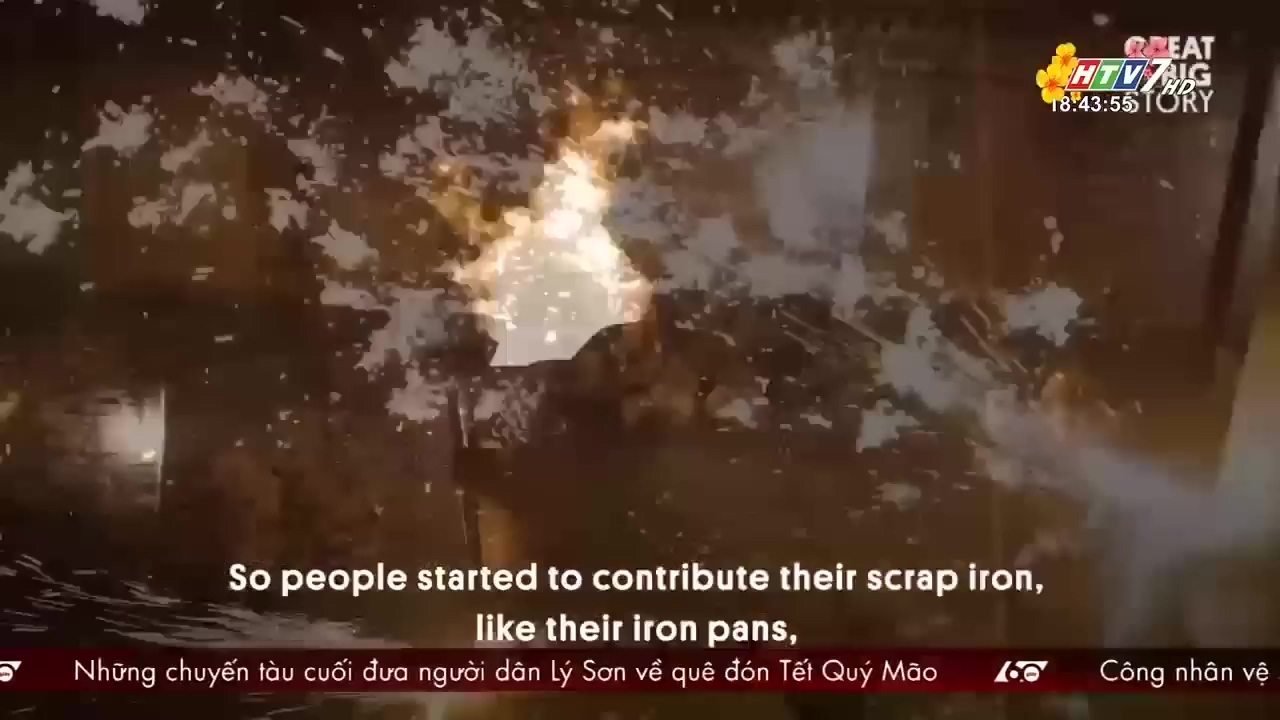 GREAT
BIG
STORY
HTV7 HD
18:43:55
So people started to contribute their scrap iron,
like their iron pans,
Những chuyến tàu cuối đưa người dân Lý Sơn về quê đón Tết Quý Mão
Công nhân vệ